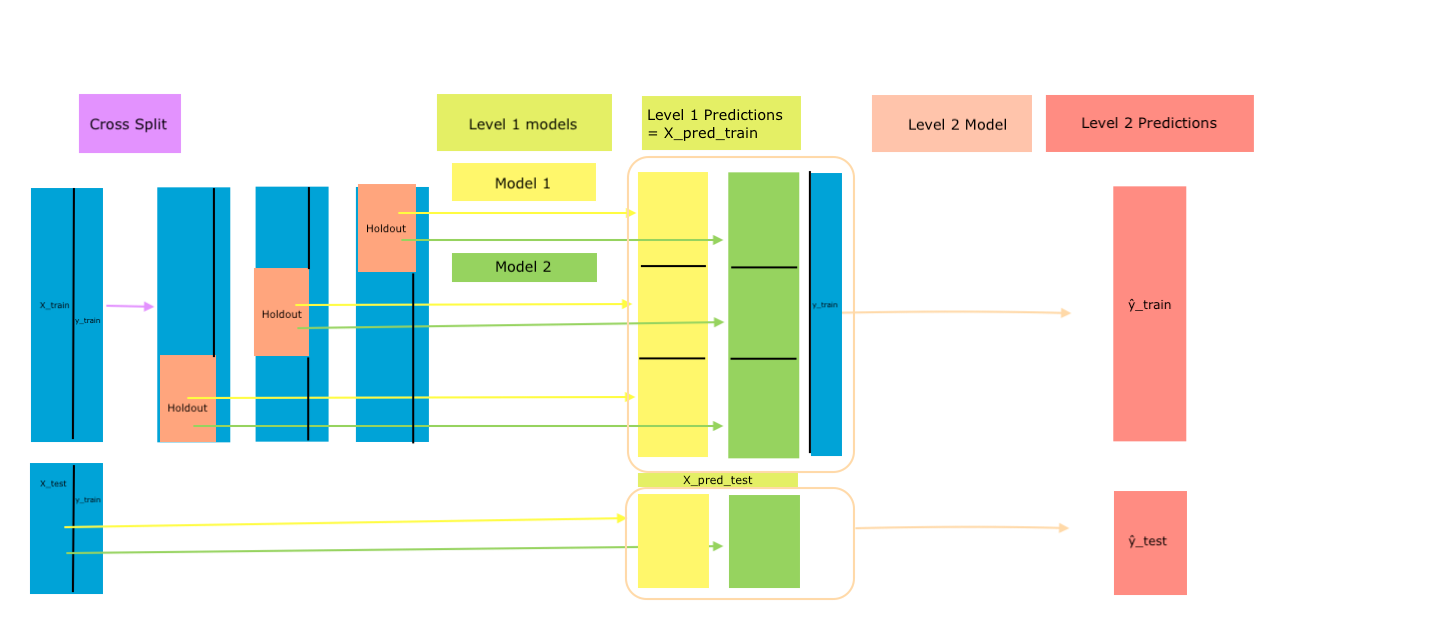 Cross Split
Level 1 models
Level 1 Predictions
= X_pred_train
Level 2 Model
Level 2 Predictions
Model 1
Model 2
Holdout
Holdout
Holdout
X_train
y_train
y_train
ŷ_train
X_pred_test
X_test
y_train
ŷ_test